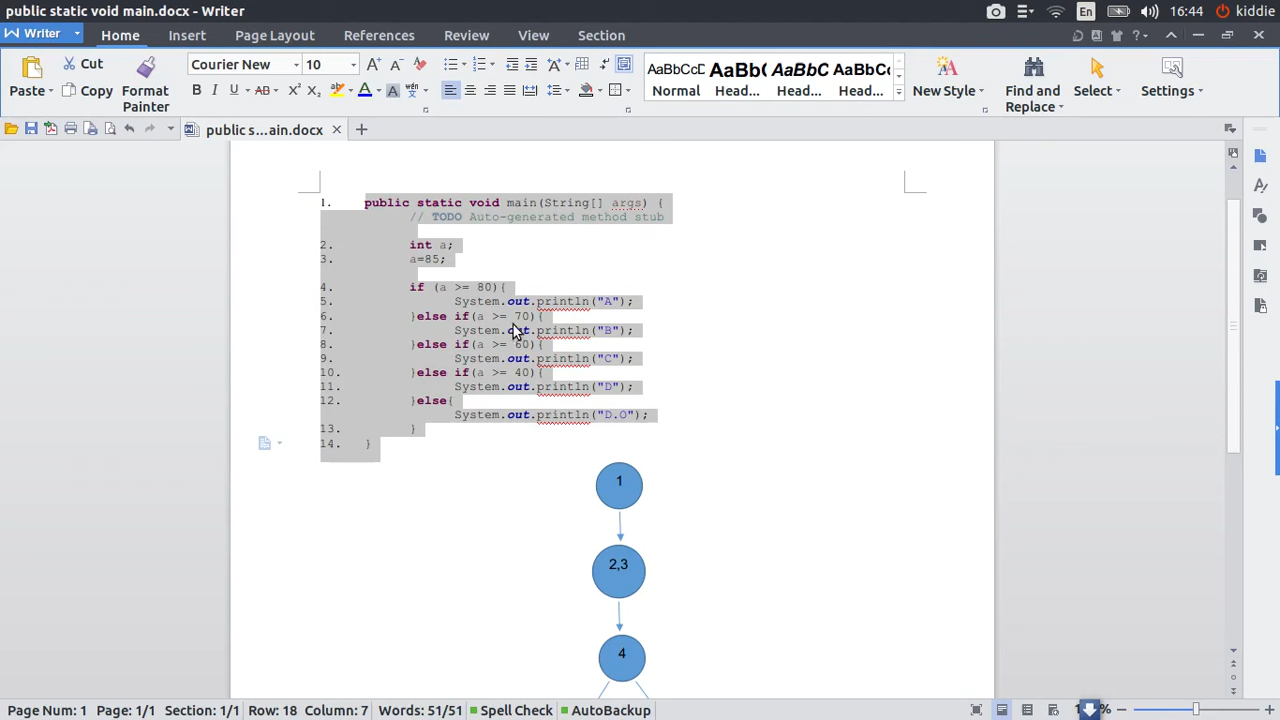 public static void main.docx - Writer
En
16:44
kiddie
Writer
Home
Insert
Page Layout
References
Review
View
Section
Paste
Cut
Copy
Format
Painter
Courier New
10
B I U AB
X² X₂
AaBbCcD
Normal
AaBb(
Head...
AaBbC
Head...
AaBbCc
Head...
New Style
Find and
Replace
Select
Settings
public s...ain.docx
1. public static void main(String[] args) {
// TODO Auto-generated method stub
2. int a;
3. a=85;
4. if (a >= 80){
5. System.out.println("A");
6. }else if(a >= 70){
7. System.out.println("B");
8. }else if(a >= 60){
9. System.out.println("C");
10. }else if(a >= 40){
11. System.out.println("D");
12. }else{
System.out.println("D.O");
13. }
14. }
1
2,3
4
Page Num: 1
Page: 1/1
Section: 1/1
Row: 18
Column: 7
Words: 51/51
Spell Check
AutoBackup